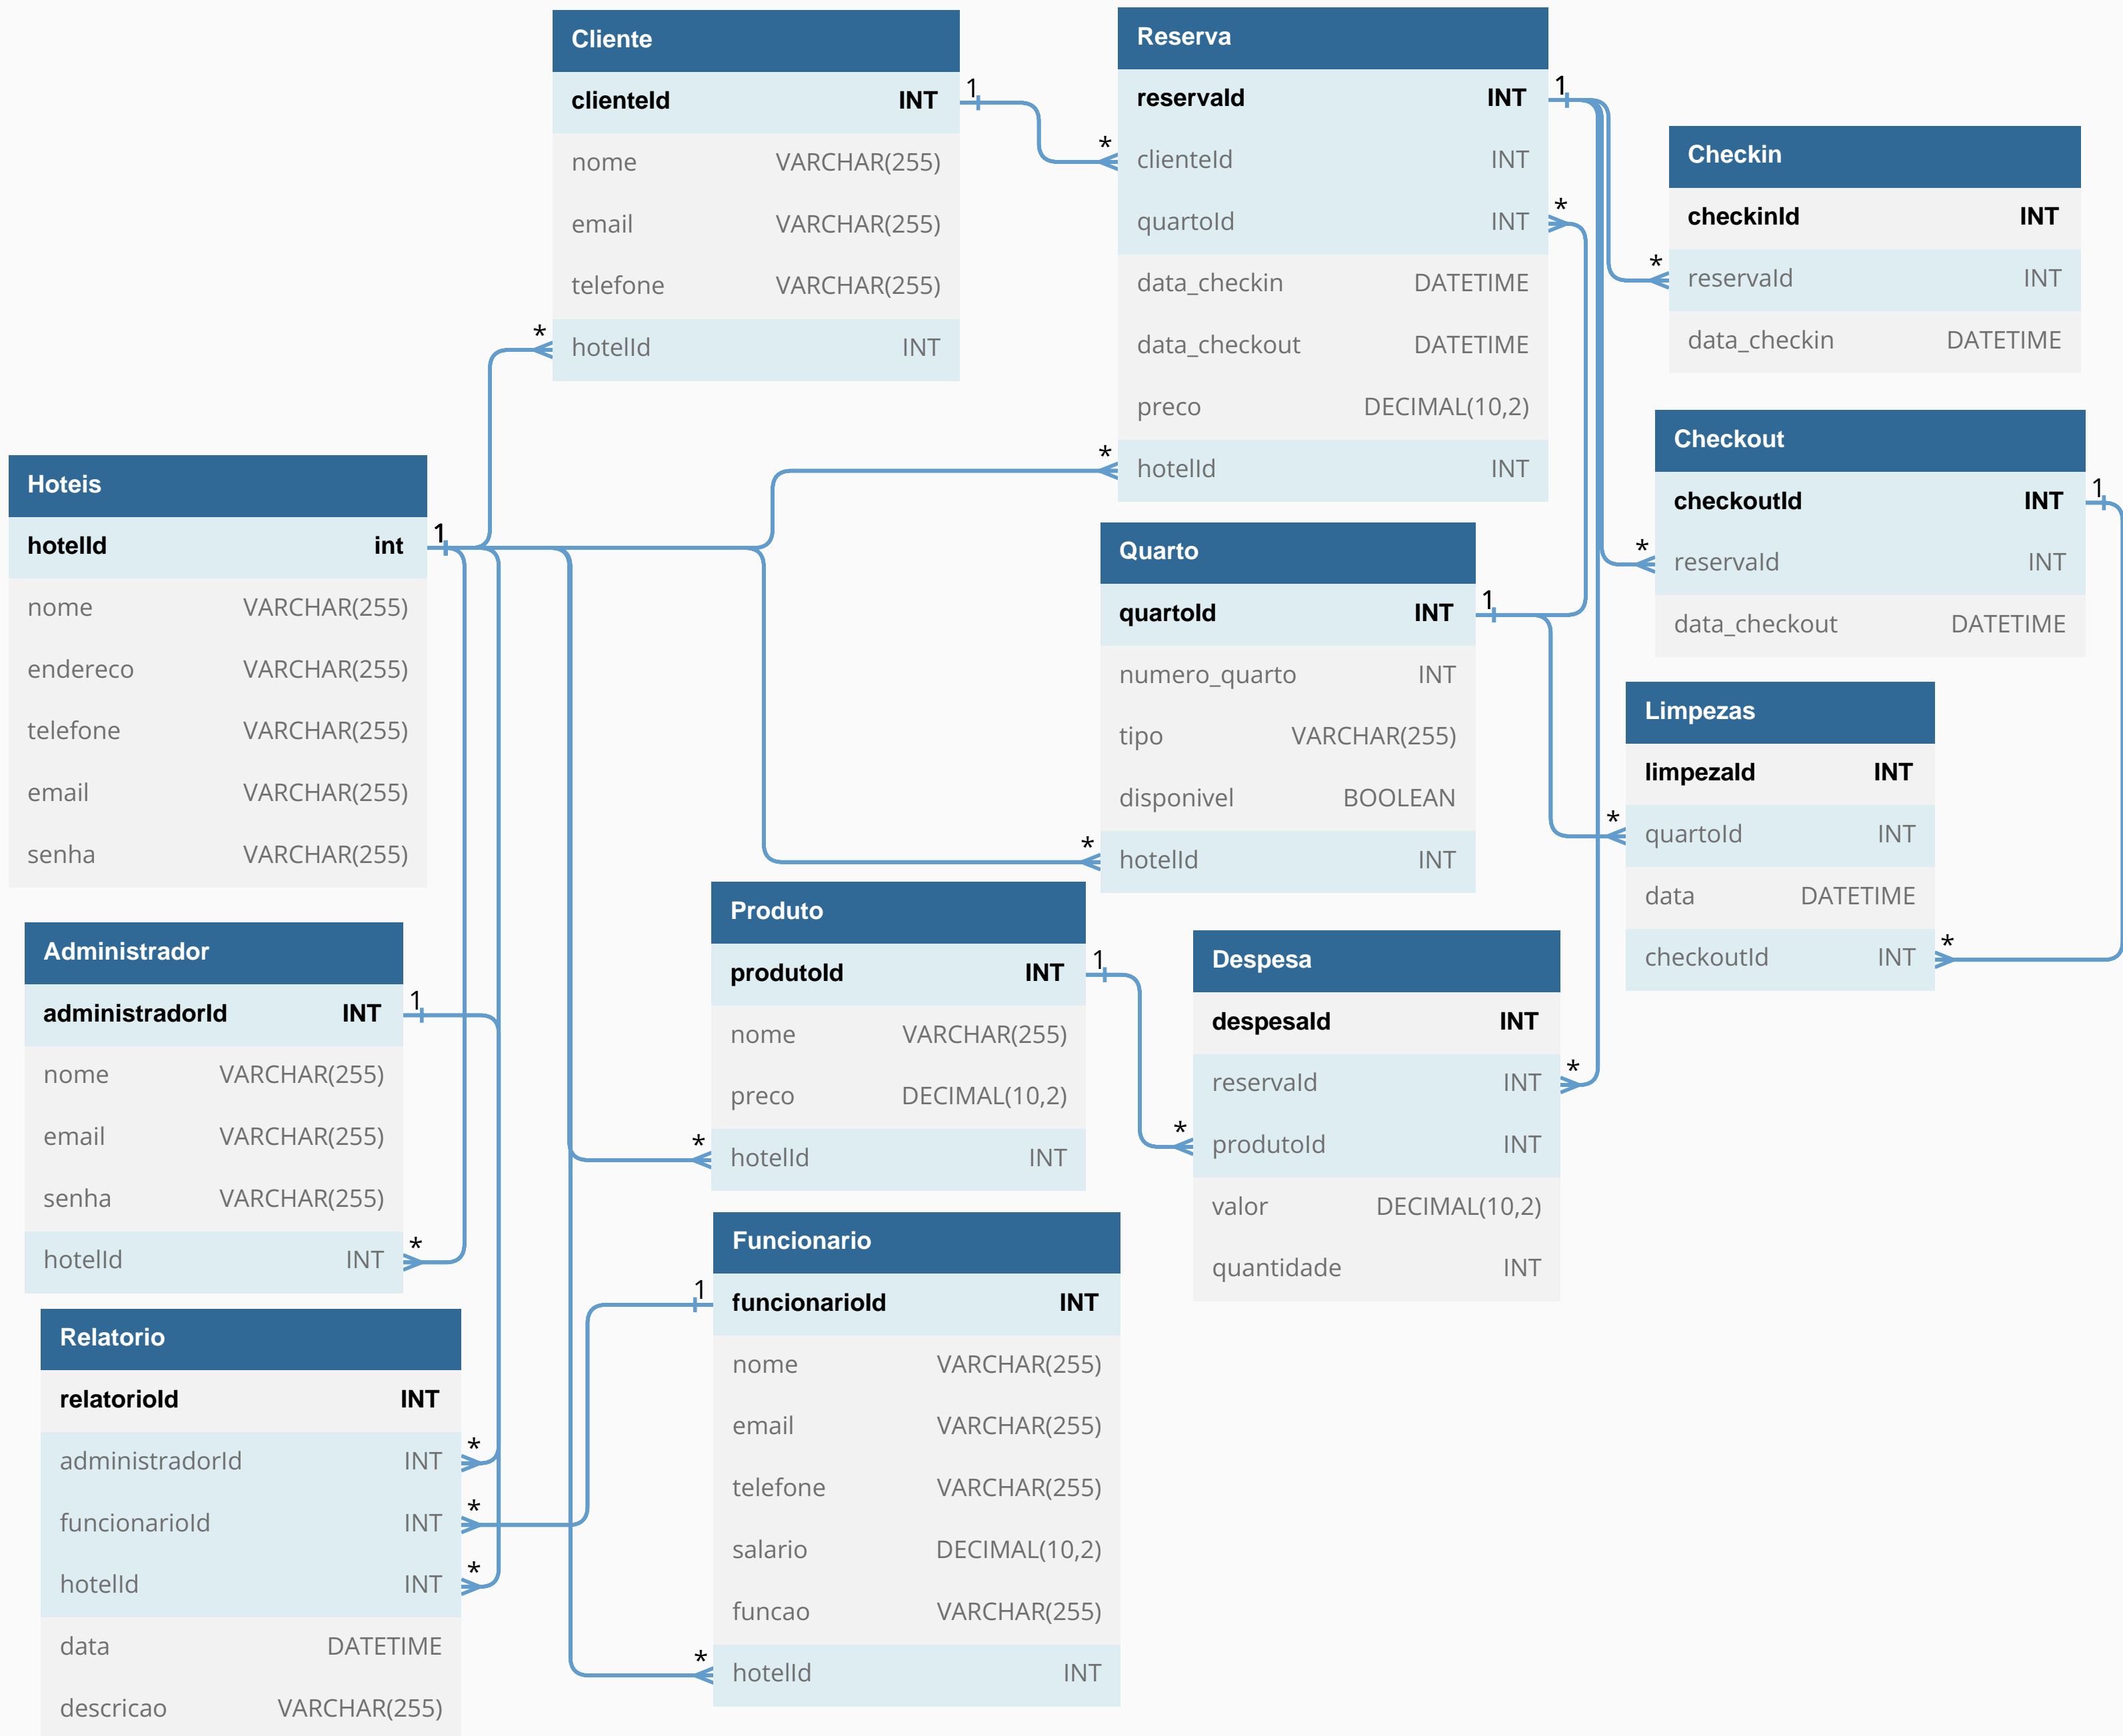 Cliente
clienteId INT
nome VARCHAR(255)
email VARCHAR(255)
telefone VARCHAR(255)
hotelId INT
1
*
*
Reserva
reservaId INT
clienteId INT
quartoId INT
data_checkin DATETIME
data_checkout DATETIME
preco DECIMAL(10,2)
hotelId INT
1
*
*
Checkin
checkinId INT
reservaId INT
data_checkin DATETIME
*
Checkout
checkoutId INT
reservaId INT
data_checkout DATETIME
1
*
Hoteis
hotelId int
nome VARCHAR(255)
endereco VARCHAR(255)
telefone VARCHAR(255)
email VARCHAR(255)
senha VARCHAR(255)
1
Quarto
quartoId INT
numero_quarto INT
tipo VARCHAR(255)
disponivel BOOLEAN
hotelId INT
1
*
Limpezas
limpezaId INT
quartoId INT
data DATETIME
checkoutId INT
*
*
Administrador
administradorId INT
nome VARCHAR(255)
email VARCHAR(255)
senha VARCHAR(255)
hotelId INT
1
*
Produto
produtoId INT
nome VARCHAR(255)
preco DECIMAL(10,2)
hotelId INT
1
*
Despesa
despesaId INT
reservaId INT
produtoId INT
valor DECIMAL(10,2)
quantidade INT
*
*
Relatorio
relatorioId INT
administradorId INT
funcionarioId INT
hotelId INT
data DATETIME
descricao VARCHAR(255)
*
*
*
Funcionario
funcionarioId INT
nome VARCHAR(255)
email VARCHAR(255)
telefone VARCHAR(255)
salario DECIMAL(10,2)
funcao VARCHAR(255)
hotelId INT
1
*